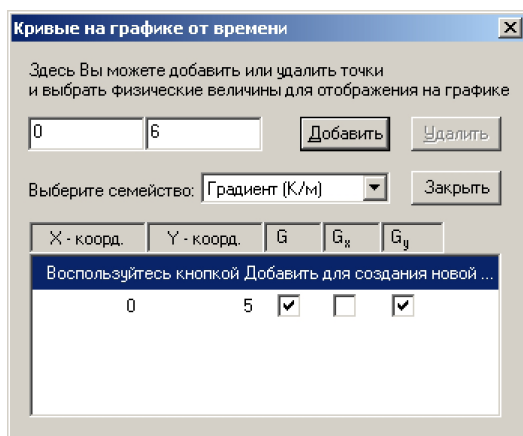 Кривые на графике от времени
Здесь Вы можете добавить или удалить точки
и выбрать физические величины для отображения на графике
0 6 Добавить Удалить
Выберите семейство: Градиент (К/м) Закрыть
X - коорд. Y - коорд. G Gx Gy
Воспользуйтесь кнопкой Добавить для создания новой ...
0 5